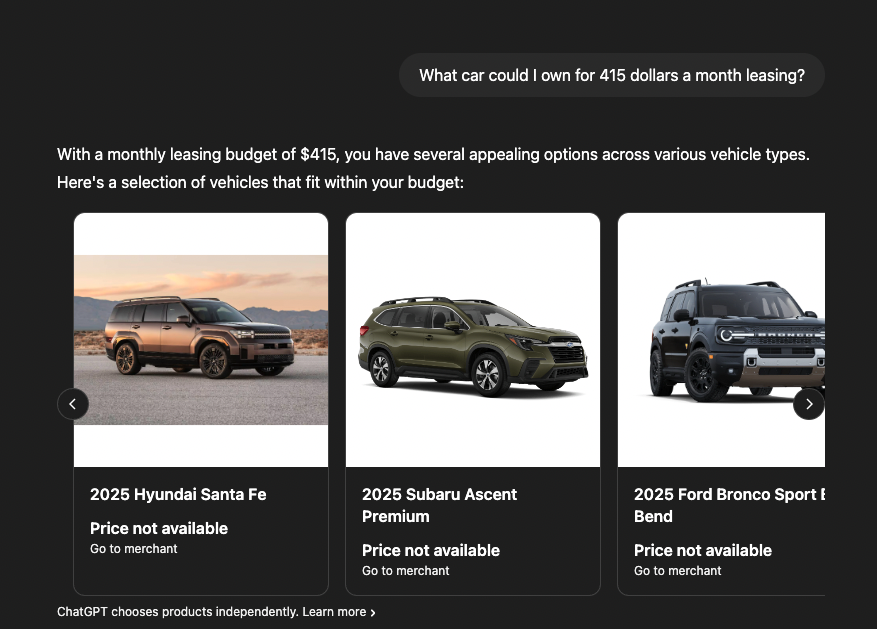 What car could I own for 415 dollars a month leasing?
With a monthly leasing budget of $415, you have several appealing options across various vehicle types.
Here's a selection of vehicles that fit within your budget:
BRONCO
2025 Hyundai Santa Fe
Price not available
Go to merchant
2025 Subaru Ascent
Premium
Price not available
Go to merchant
2025 Ford Bronco Sport
Bend
Price not available
Go to merchant
ChatGPT chooses products independently. Learn more